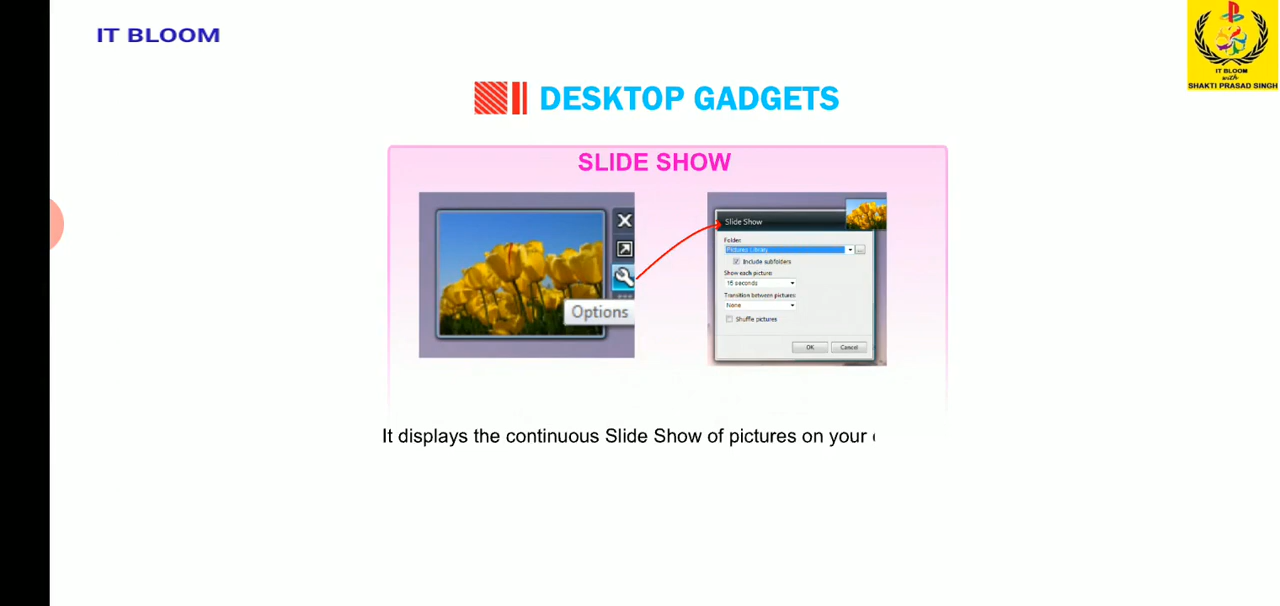 IT BLOOM
IT BLOOM
with
SHAKTI PRASAD SINGH
DESKTOP GADGETS
SLIDE SHOW
Options
Slide Show
Folder:
Pictures Library
...
Include subfolders
Show each picture:
15 seconds
Transition between pictures:
None
Shuffle pictures
OK
Cancel
It displays the continuous Slide Show of pictures on your